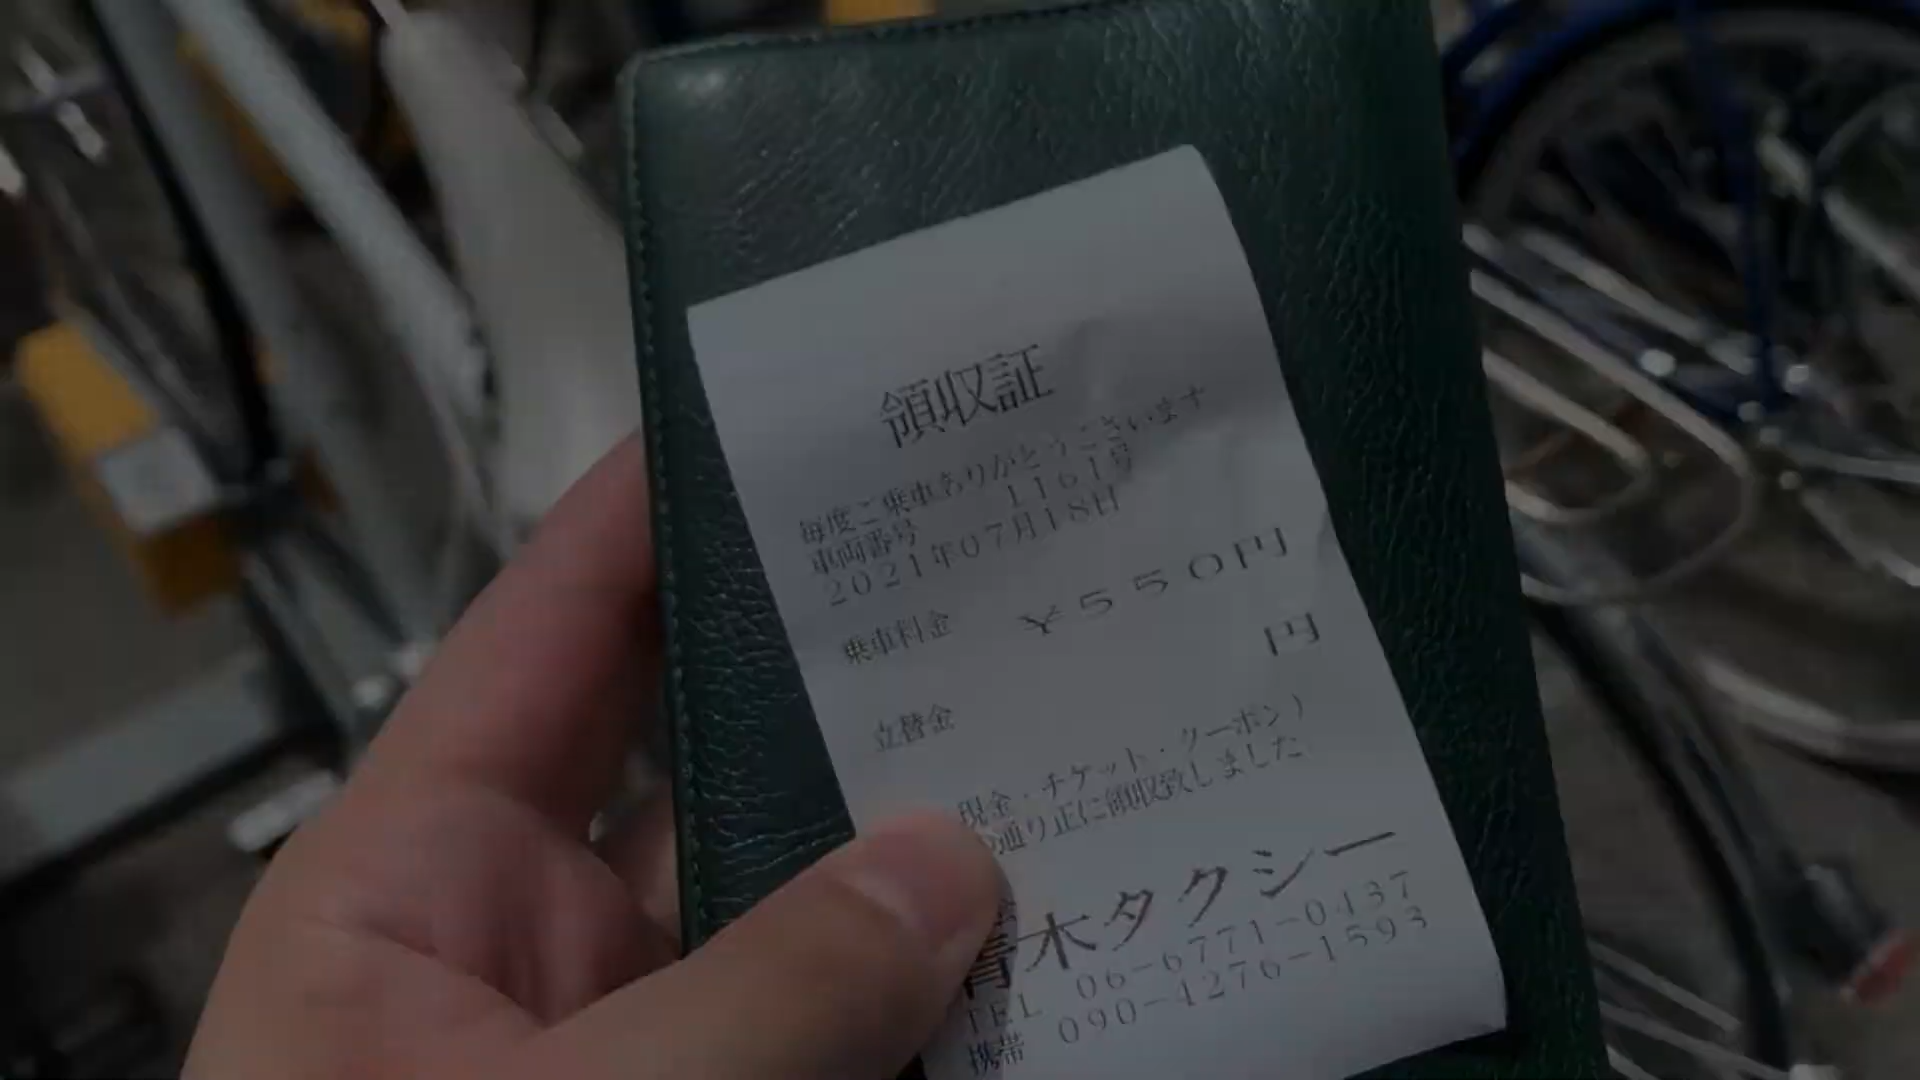 領収証
毎度ご乗車ありがとうございます
車両番号 1161号
2021年07月18日
乗車料金 ¥550円
円
立替金
現金・チケット・クーポン)
通り正に領収致しました
青木タクシー
TEL 06-6771-0437
携帯 090-4276-1593